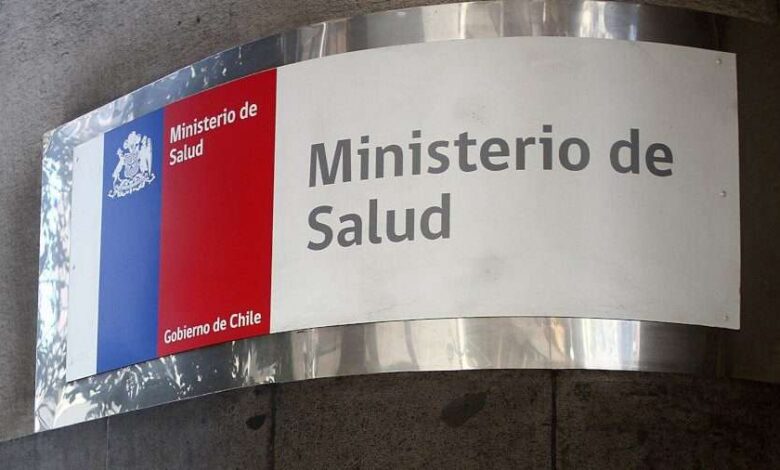 Ministerio de
Salud
Gobierno de Chile
Ministerio de
Salud